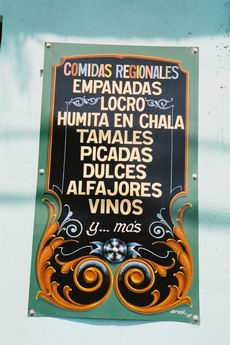 COMIDAS REGIONALES
EMPANADAS
LOCRO
HUMITA EN CHALA
TAMALES
PICADAS
DULCES
ALFAJORES
VINOS
y... más